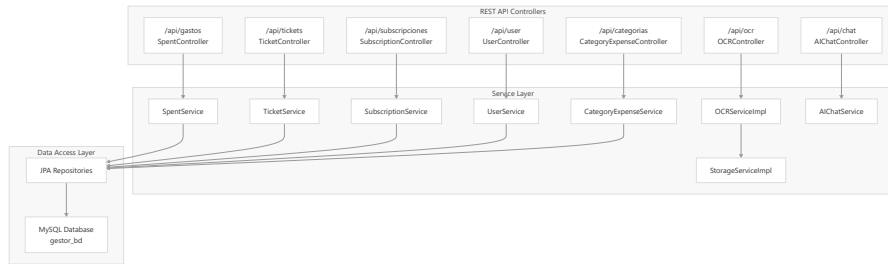 REST API Controllers
/api/gastos
SpentController
/api/tickets
TicketController
/api/subscripciones
SubscriptionController
/api/user
UserController
/api/categorias
CategoryExpenseController
/api/ocr
OCRController
/api/chat
AIChatController
Service Layer
SpentService
TicketService
SubscriptionService
UserService
CategoryExpenseService
OCRServiceImpl
AIChatService
Data Access Layer
JPA Repositories
StorageServiceImpl
MySQL Database
gestor_bd